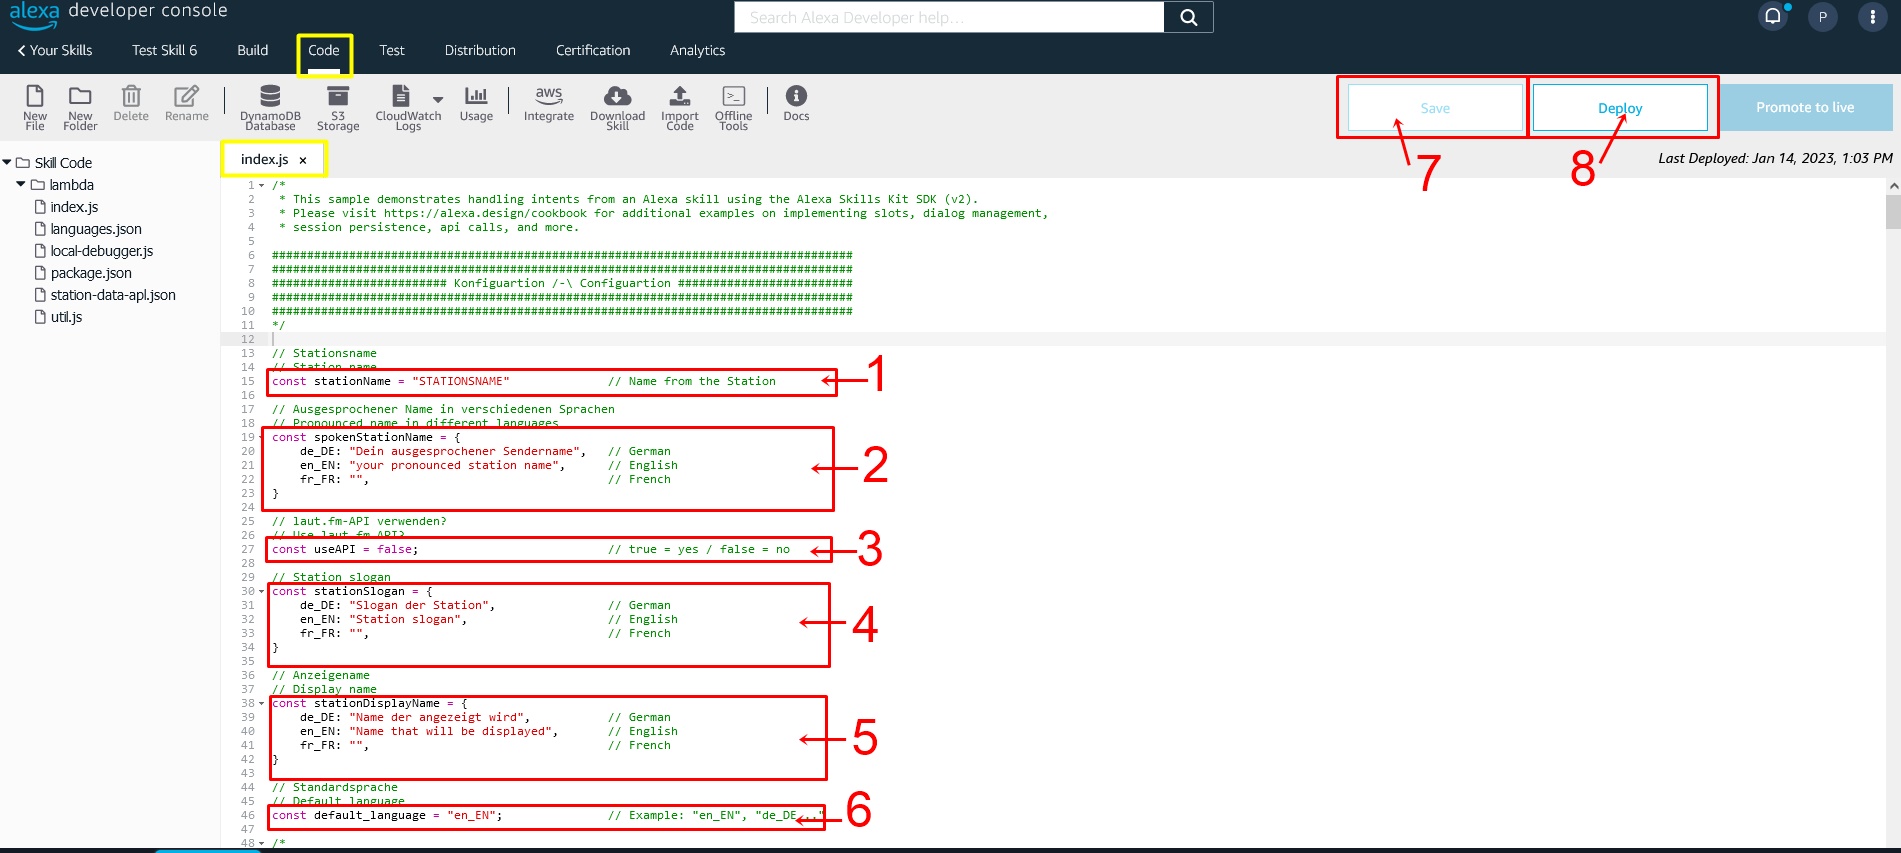 alexa developer console
Search Alexa Developer help...
P
Your Skills Test Skill 6 Build Code Test Distribution Certification Analytics
New File
New Folder
Delete
Rename
DynamoDB Database
S3 Storage
CloudWatch Logs
Usage
aws Integrate
Download Skill
Import Code
Offline Tools
Docs
Save
Deploy
Promote to live
7
8
Last Deployed: Jan 14, 2023, 1:03 PM
Skill Code
lambda
index.js
languages.json
local-debugger.js
package.json
station-data-apl.json
util.js
index.js ×
1 /*
2 * This sample demonstrates handling intents from an Alexa skill using the Alexa Skills Kit SDK (v2).
3 * Please visit https://alexa.design/cookbook for additional examples on implementing slots, dialog management,
4 * session persistence, api calls, and more.
5
6 ###################################################################################
7 ###################################################################################
8 ######################### Konfiguartion /-\ Configuartion #########################
9 ###################################################################################
10 ###################################################################################
11 */
12
13 // Stationsname
14 // Station name
15 const stationName = "STATIONSNAME" // Name from the Station 1
16
17 // Ausgesprochener Name in verschiedenen Sprachen
18 // Pronounced name in different languages
19 const spokenStationName = {
20 de_DE: "Dein ausgesprochener Sendername", // German
21 en_EN: "your pronounced station name", // English 2
22 fr_FR: "", // French
23 }
24
25 // laut.fm-API verwenden?
26 // Use laut.fm API?
27 const useAPI = false; // true = yes / false = no 3
28
29 // Station slogan
30 const stationSlogan = {
31 de_DE: "Slogan der Station", // German
32 en_EN: "Station slogan", // English 4
33 fr_FR: "", // French
34 }
35
36 // Anzeigename
37 // Display name
38 const stationDisplayName = {
39 de_DE: "Name der angezeigt wird", // German
40 en_EN: "Name that will be displayed", // English 5
41 fr_FR: "", // French
42 }
43
44 // Standardsprache
45 // Default language
46 const default_language = "en_EN"; // Example: "en_EN", "de_DE..." 6
47
48 /*